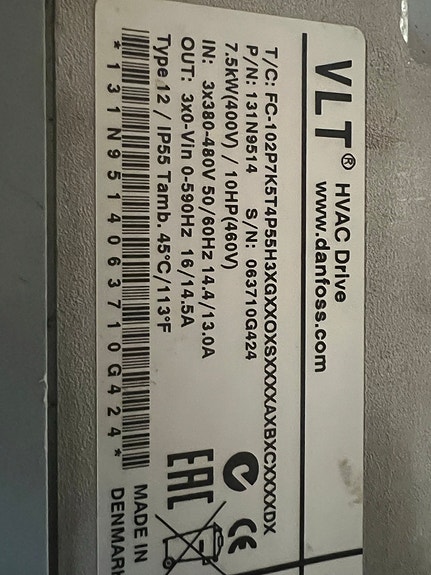 VLT® HVAC Drive
www.danfoss.com
T/C: FC-102P7K5T4P55H3XGXXOXSXXXXAXBXCXXXXDX
P/N: 131N9514 S/N: 063710G424
7.5kW(400V) / 10HP(460V)
IN: 3x380-480V 50/60Hz 14.4/13.0A
OUT: 3x0-Vin 0-590Hz 16/14.5A
Type 12 / IP55 Tamb. 45°C/113°F
*131N9514063710G424*
MADE IN
DENMARK
CE
EAC